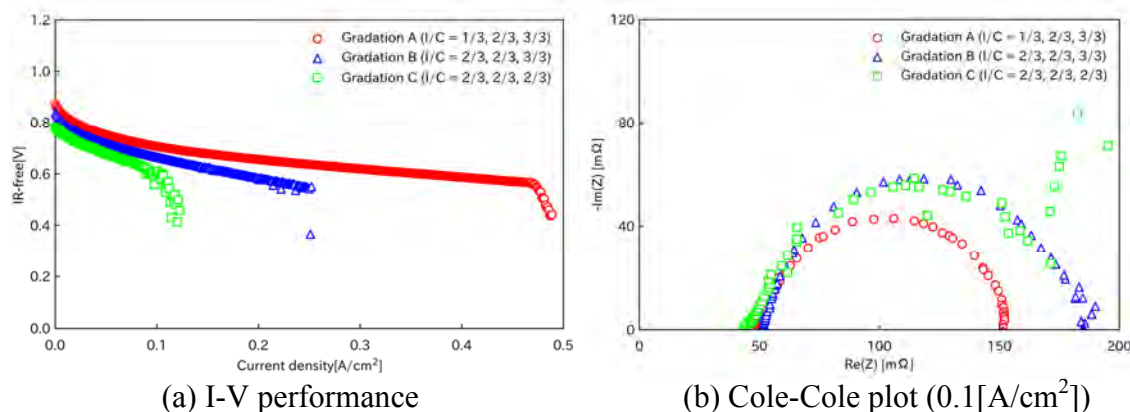 1.2
1.0
0.8
0.6
0.4
0.2
0.0
IR-free[V]
Gradation A (I/C = 1/3, 2/3, 3/3)
Gradation B (I/C = 2/3, 2/3, 3/3)
Gradation C (I/C = 2/3, 2/3, 2/3)
0.0 0.1 0.2 0.3 0.4 0.5
Current density[A/cm²]
(a) I-V performance
120
80
40
0
-Im(Z) [mΩ]
Gradation A (I/C = 1/3, 2/3, 3/3)
Gradation B (I/C = 2/3, 2/3, 3/3)
Gradation C (I/C = 2/3, 2/3, 2/3)
0 50 100 150 200
Re(Z) [mΩ]
(b) Cole-Cole plot (0.1[A/cm²])